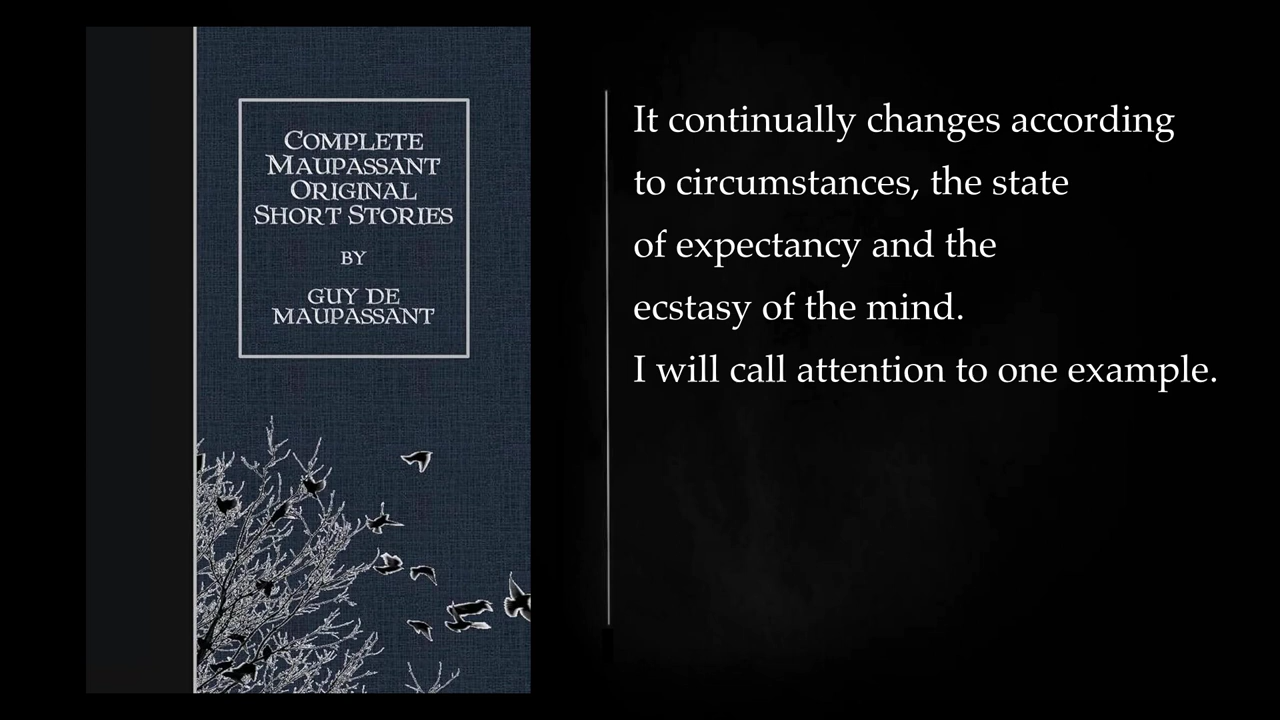 COMPLETE
MAUPASSANT
ORIGINAL
SHORT STORIES
BY
GUY DE
MAUPASSANT
It continually changes according
to circumstances, the state
of expectancy and the
ecstasy of the mind.
I will call attention to one example.